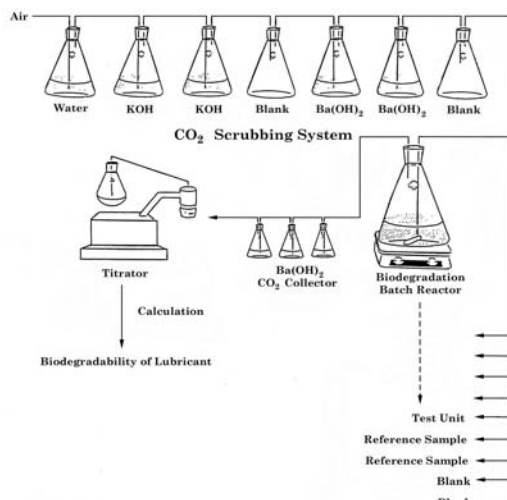 Air
Water KOH KOH Blank Ba(OH)₂ Ba(OH)₂ Blank
CO₂ Scrubbing System
Titrator
Ba(OH)₂
CO₂ Collector
Biodegradation
Batch Reactor
Calculation
Biodegradability of Lubricant
Test Unit
Reference Sample
Reference Sample
Blank